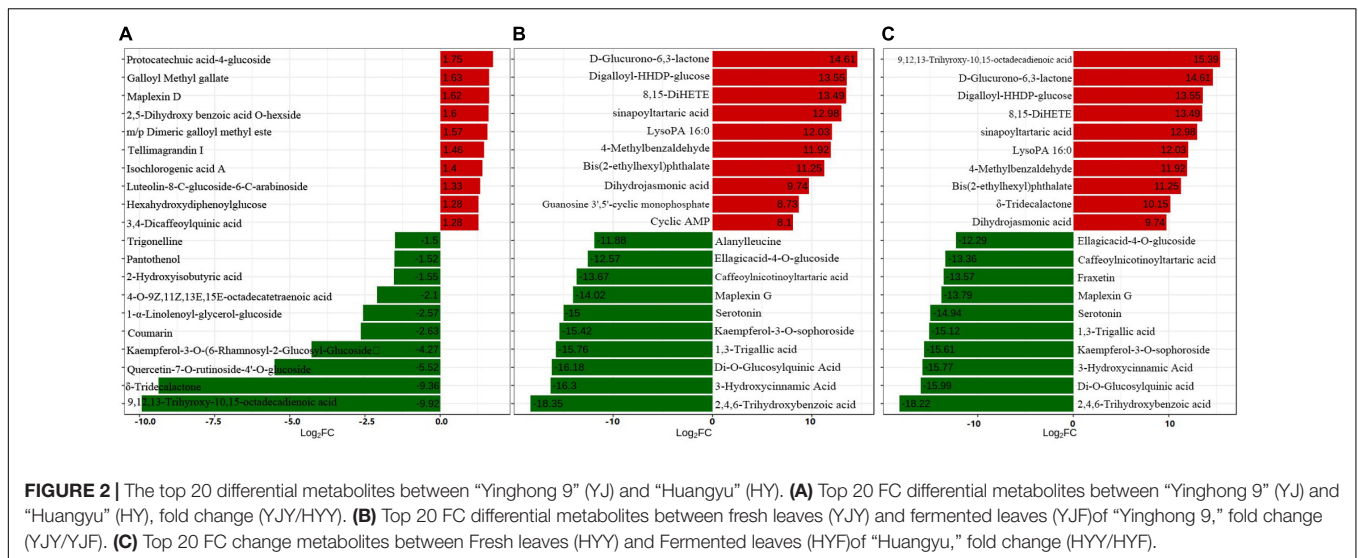 A
Protocatechuic acid-4-glucoside 1.75
Galloyl Methyl gallate 1.63
Maplexin D 1.62
2,5-Dihydroxy benzoic acid O-hexside 1.6
m/p Dimeric galloyl methyl este 1.57
Tellimagrandin I 1.46
Isochlorogenic acid A 1.4
Luteolin-8-C-glucoside-6-C-arabinoside 1.33
Hexahydroxydiphenoylglucose 1.28
3,4-Dicaffeoylquinic acid 1.28
Trigonelline -1.5
Pantothenol -1.52
2-Hydroxyisobutyric acid -1.55
4-O-9Z,11Z,13E,15E-octadecatetraenoic acid -2.1
1-α-Linolenoyl-glycerol-glucoside -2.57
Coumarin -2.63
Kaempferol-3-O-(6-Rhamnosyl-2-Glucosyl-Glucoside□ -4.27
Quercetin-7-O-rutinoside-4'-O-glucoside -5.52
δ-Tridecalactone -9.36
9,12,13-Trihyroxy-10,15-octadecadienoic acid -9.92
-10.0 -7.5 -5.0 -2.5 0.0
Log2FC
B
D-Glucurono-6,3-lactone 14.61
Digalloyl-HHDP-glucose 13.55
8,15-DiHETE 13.49
sinapoyltartaric acid 12.98
LysoPA 16:0 12.03
4-Methylbenzaldehyde 11.92
Bis(2-ethylhexyl)phthalate 11.25
Dihydrojasmonic acid 9.74
Guanosine 3',5'-cyclic monophosphate 8.73
Cyclic AMP 8.1
-11.88 Alanylleucine
-12.57 Ellagicacid-4-O-glucoside
-13.67 Caffeoylnicotinoyltartaric acid
-14.02 Maplexin G
-15 Serotonin
-15.42 Kaempferol-3-O-sophoroside
-15.76 1,3-Trigallic acid
-16.18 Di-O-Glucosylquinic Acid
-16.3 3-Hydroxycinnamic Acid
-18.35 2,4,6-Trihydroxybenzoic acid
-10 0 10
Log2FC
C
9,12,13-Trihyroxy-10,15-octadecadienoic acid 15.39
D-Glucurono-6,3-lactone 14.61
Digalloyl-HHDP-glucose 13.55
8,15-DiHETE 13.49
sinapoyltartaric acid 12.98
LysoPA 16:0 12.03
4-Methylbenzaldehyde 11.92
Bis(2-ethylhexyl)phthalate 11.25
δ-Tridecalactone 10.15
Dihydrojasmonic acid 9.74
-12.29 Ellagicacid-4-O-glucoside
-13.36 Caffeoylnicotinoyltartaric acid
-13.57 Fraxetin
-13.79 Maplexin G
-14.94 Serotonin
-15.12 1,3-Trigallic acid
-15.61 Kaempferol-3-O-sophoroside
-15.77 3-Hydroxycinnamic Acid
-15.99 Di-O-Glucosylquinic acid
-18.22 2,4,6-Trihydroxybenzoic acid
-10 0 10
Log2FC
FIGURE 2 | The top 20 differential metabolites between “Yinghong 9” (YJ) and “Huangyu” (HY). (A) Top 20 FC differential metabolites between “Yinghong 9” (YJ) and
“Huangyu” (HY), fold change (YJY/HYY). (B) Top 20 FC differential metabolites between fresh leaves (YJY) and fermented leaves (YJF)of “Yinghong 9,” fold change
(YJY/YJF). (C) Top 20 FC change metabolites between Fresh leaves (HYY) and Fermented leaves (HYF)of “Huangyu,” fold change (HYY/HYF).